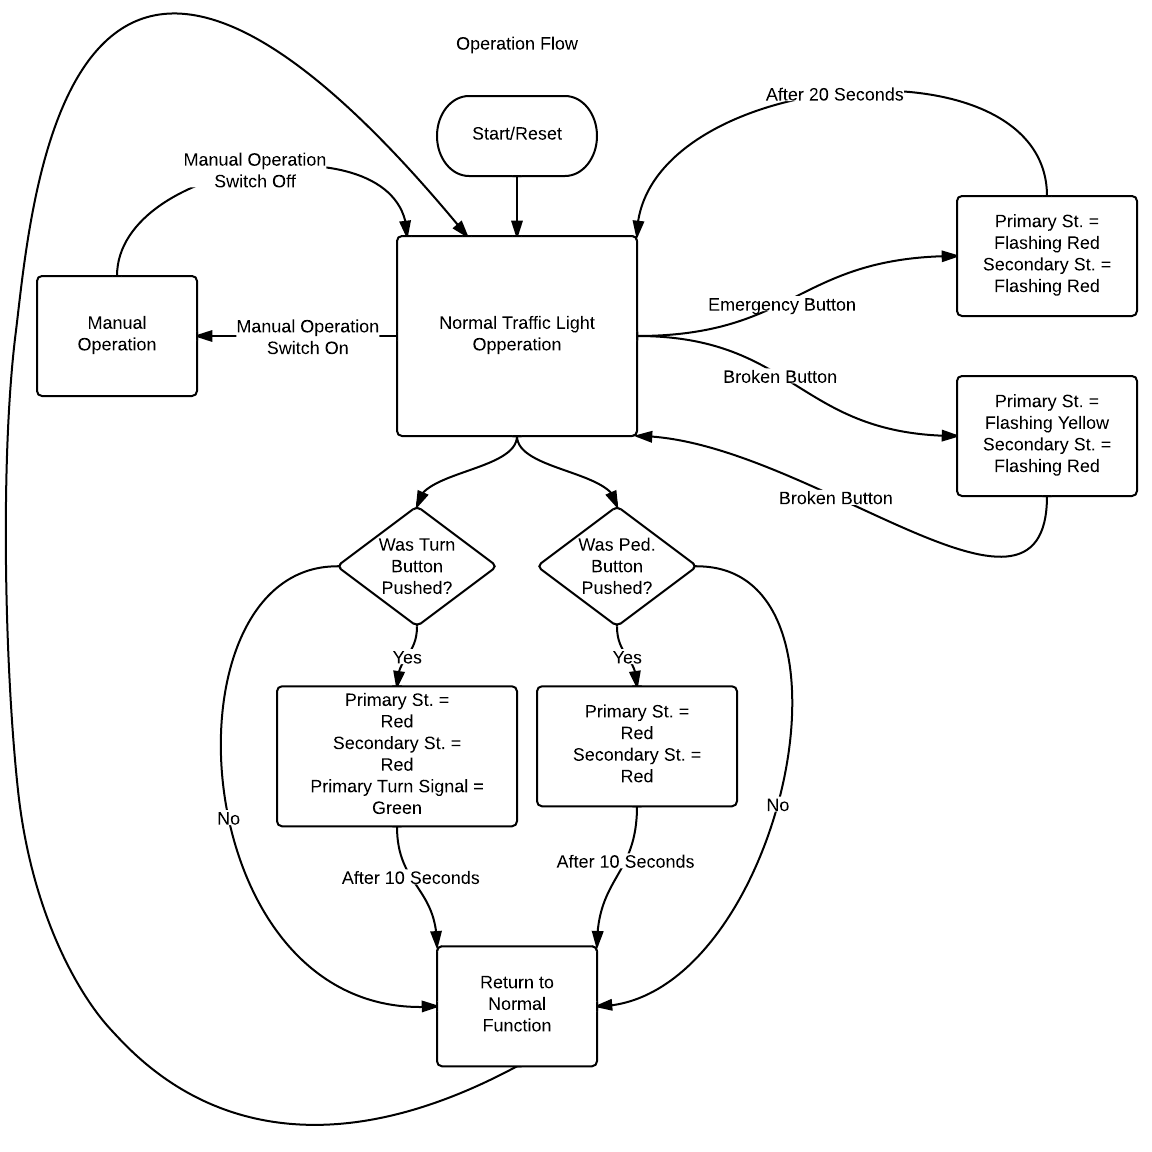 Operation Flow
After 20 Seconds
Start/Reset
Manual Operation
Switch Off
Primary St. =
Flashing Red
Secondary St. =
Flashing Red
Manual
Operation
Manual Operation
Switch On
Normal Traffic Light
Opperation
Emergency Button
Broken Button
Primary St. =
Flashing Yellow
Secondary St. =
Flashing Red
Broken Button
Was Turn
Button
Pushed?
Was Ped.
Button
Pushed?
Yes
Yes
Primary St. =
Red
Secondary St. =
Red
Primary Turn Signal =
Green
Primary St. =
Red
Secondary St. =
Red
No
No
After 10 Seconds
After 10 Seconds
Return to
Normal
Function